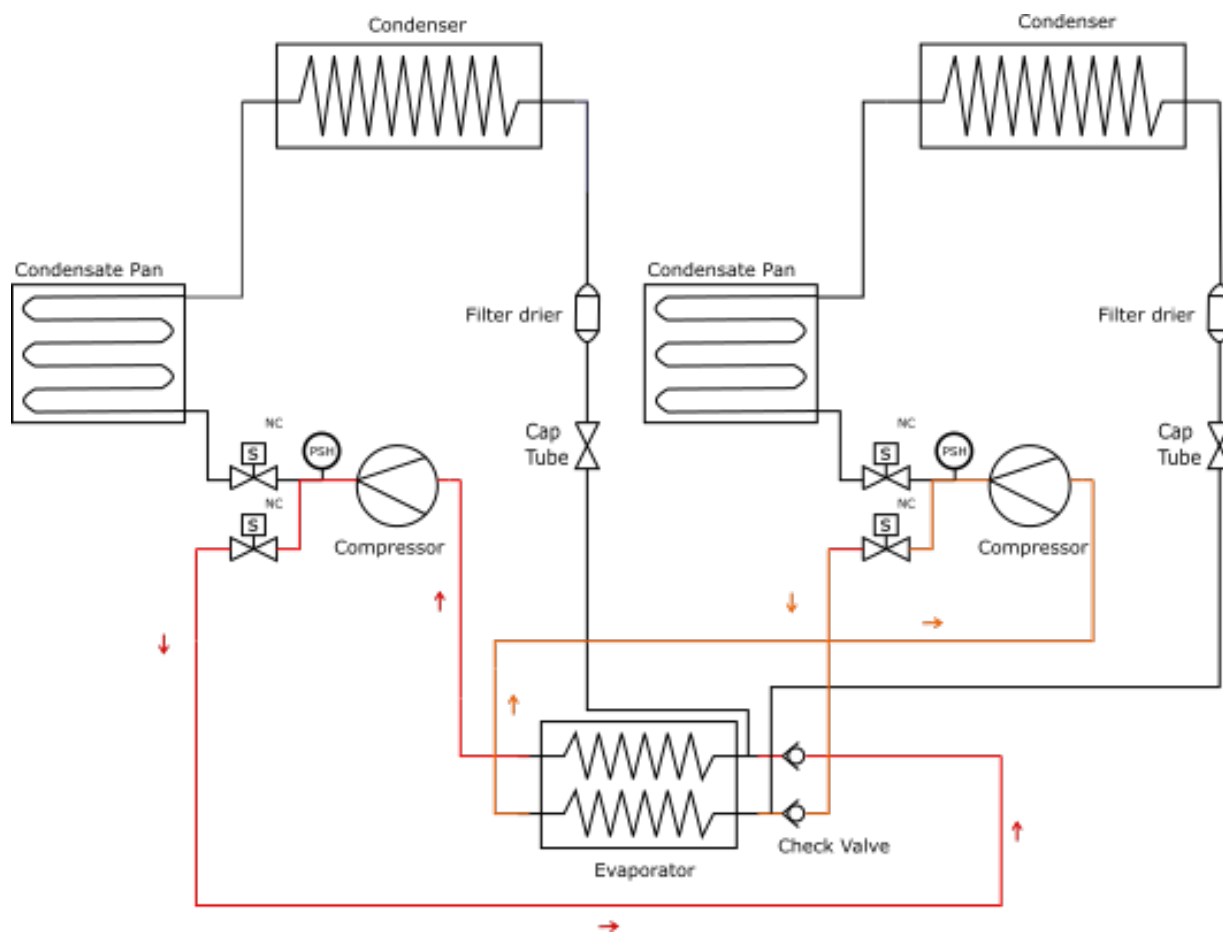 Condenser
Condenser
Condensate Pan
Condensate Pan
Filter drier
Filter drier
Cap
Tube
Cap
Tube
NC
S
PSH
NC
S
PSH
NC
S
NC
S
Compressor
Compressor
Check Valve
Evaporator